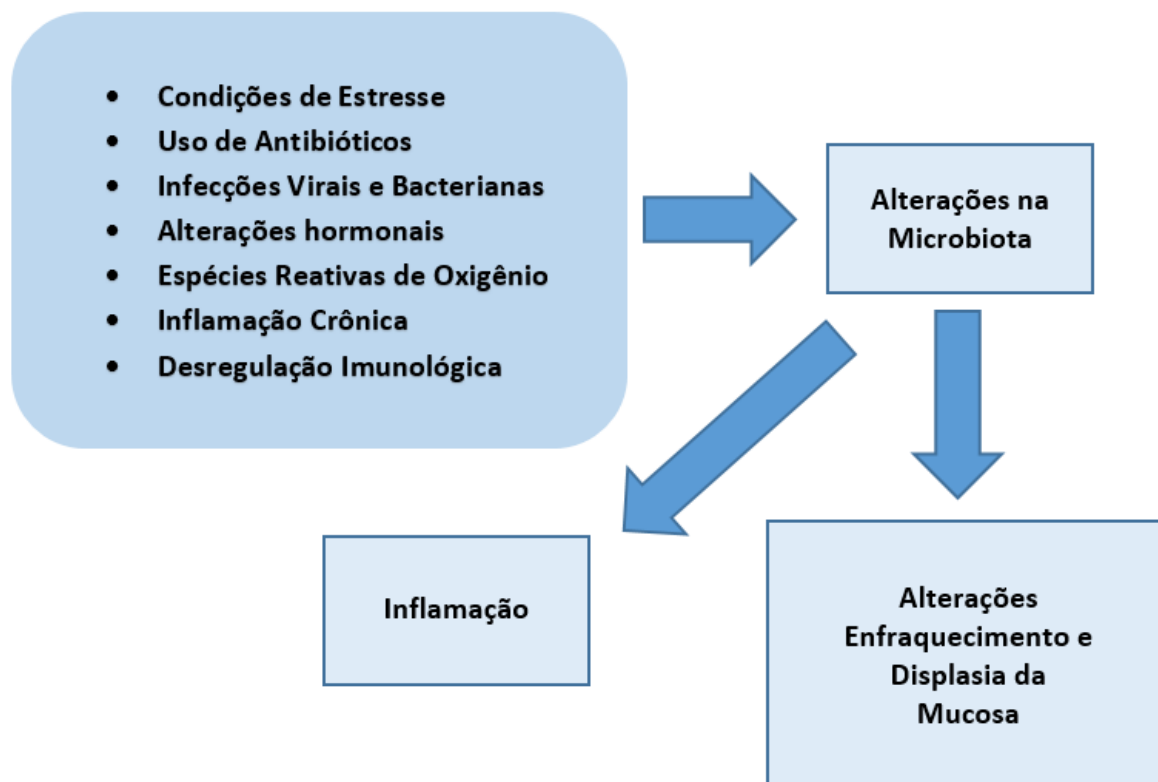 • Condições de Estresse
• Uso de Antibióticos
• Infecções Virais e Bacterianas
• Alterações hormonais
• Espécies Reativas de Oxigênio
• Inflamação Crônica
• Desregulação Imunológica
Alterações na
Microbiota
Inflamação
Alterações
Enfraquecimento e
Displasia da
Mucosa